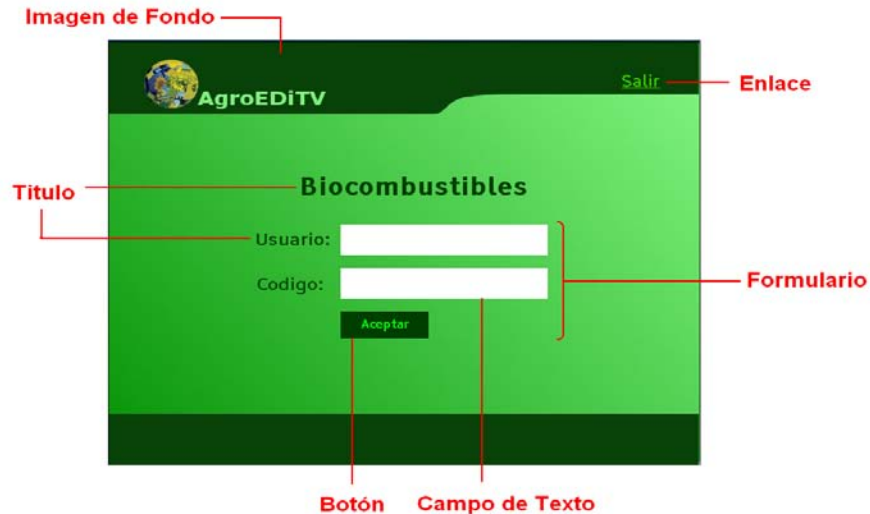 Imagen de Fondo
AgroEDiTV
Salir
Enlace
Titulo
Biocombustibles
Usuario:
Codigo:
Formulario
Aceptar
Botón
Campo de Texto